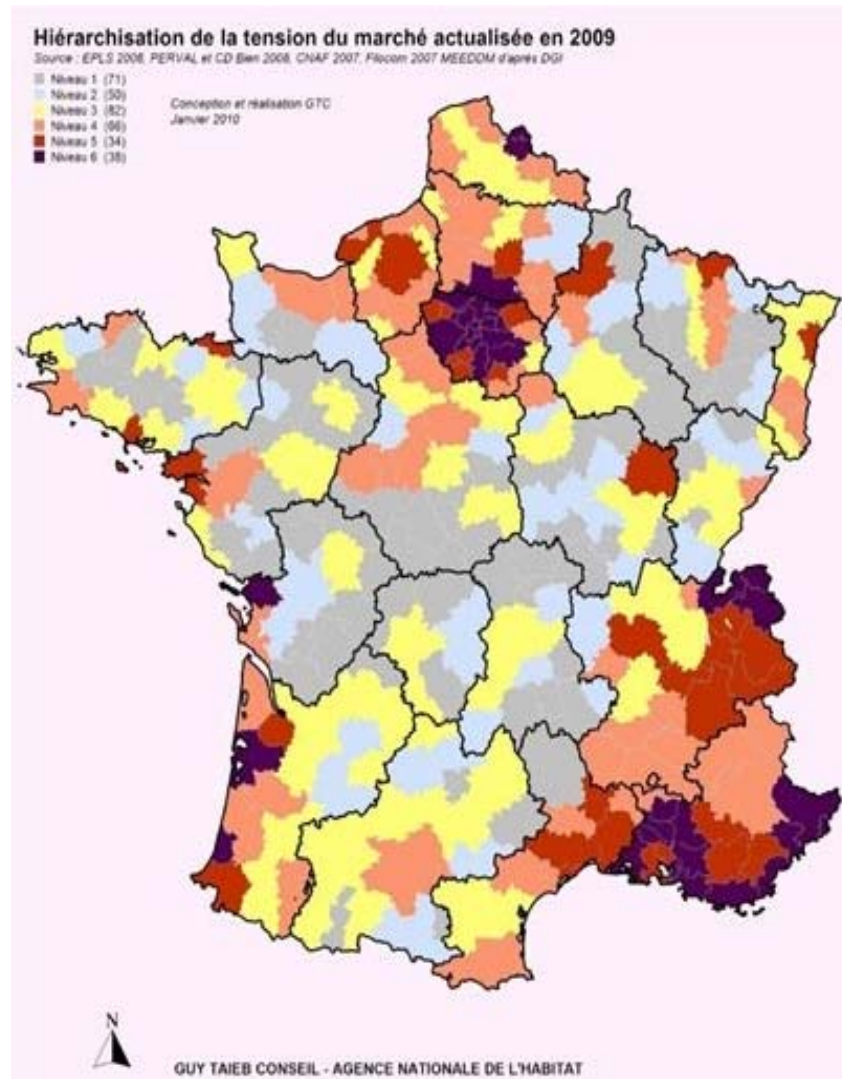 Hiérarchisation de la tension du marché actualisée en 2009
Source : EPLS 2008, PERVAL et CD Bien 2008, CNAF 2007, Filocom 2007 MEEDDM d'après DGI
Niveau 1 (71)
Niveau 2 (50)
Niveau 3 (82)
Niveau 4 (66)
Niveau 5 (34)
Niveau 6 (38)
Conception et réalisation GTC
Janvier 2010
N
GUY TAIEB CONSEIL - AGENCE NATIONALE DE L'HABITAT